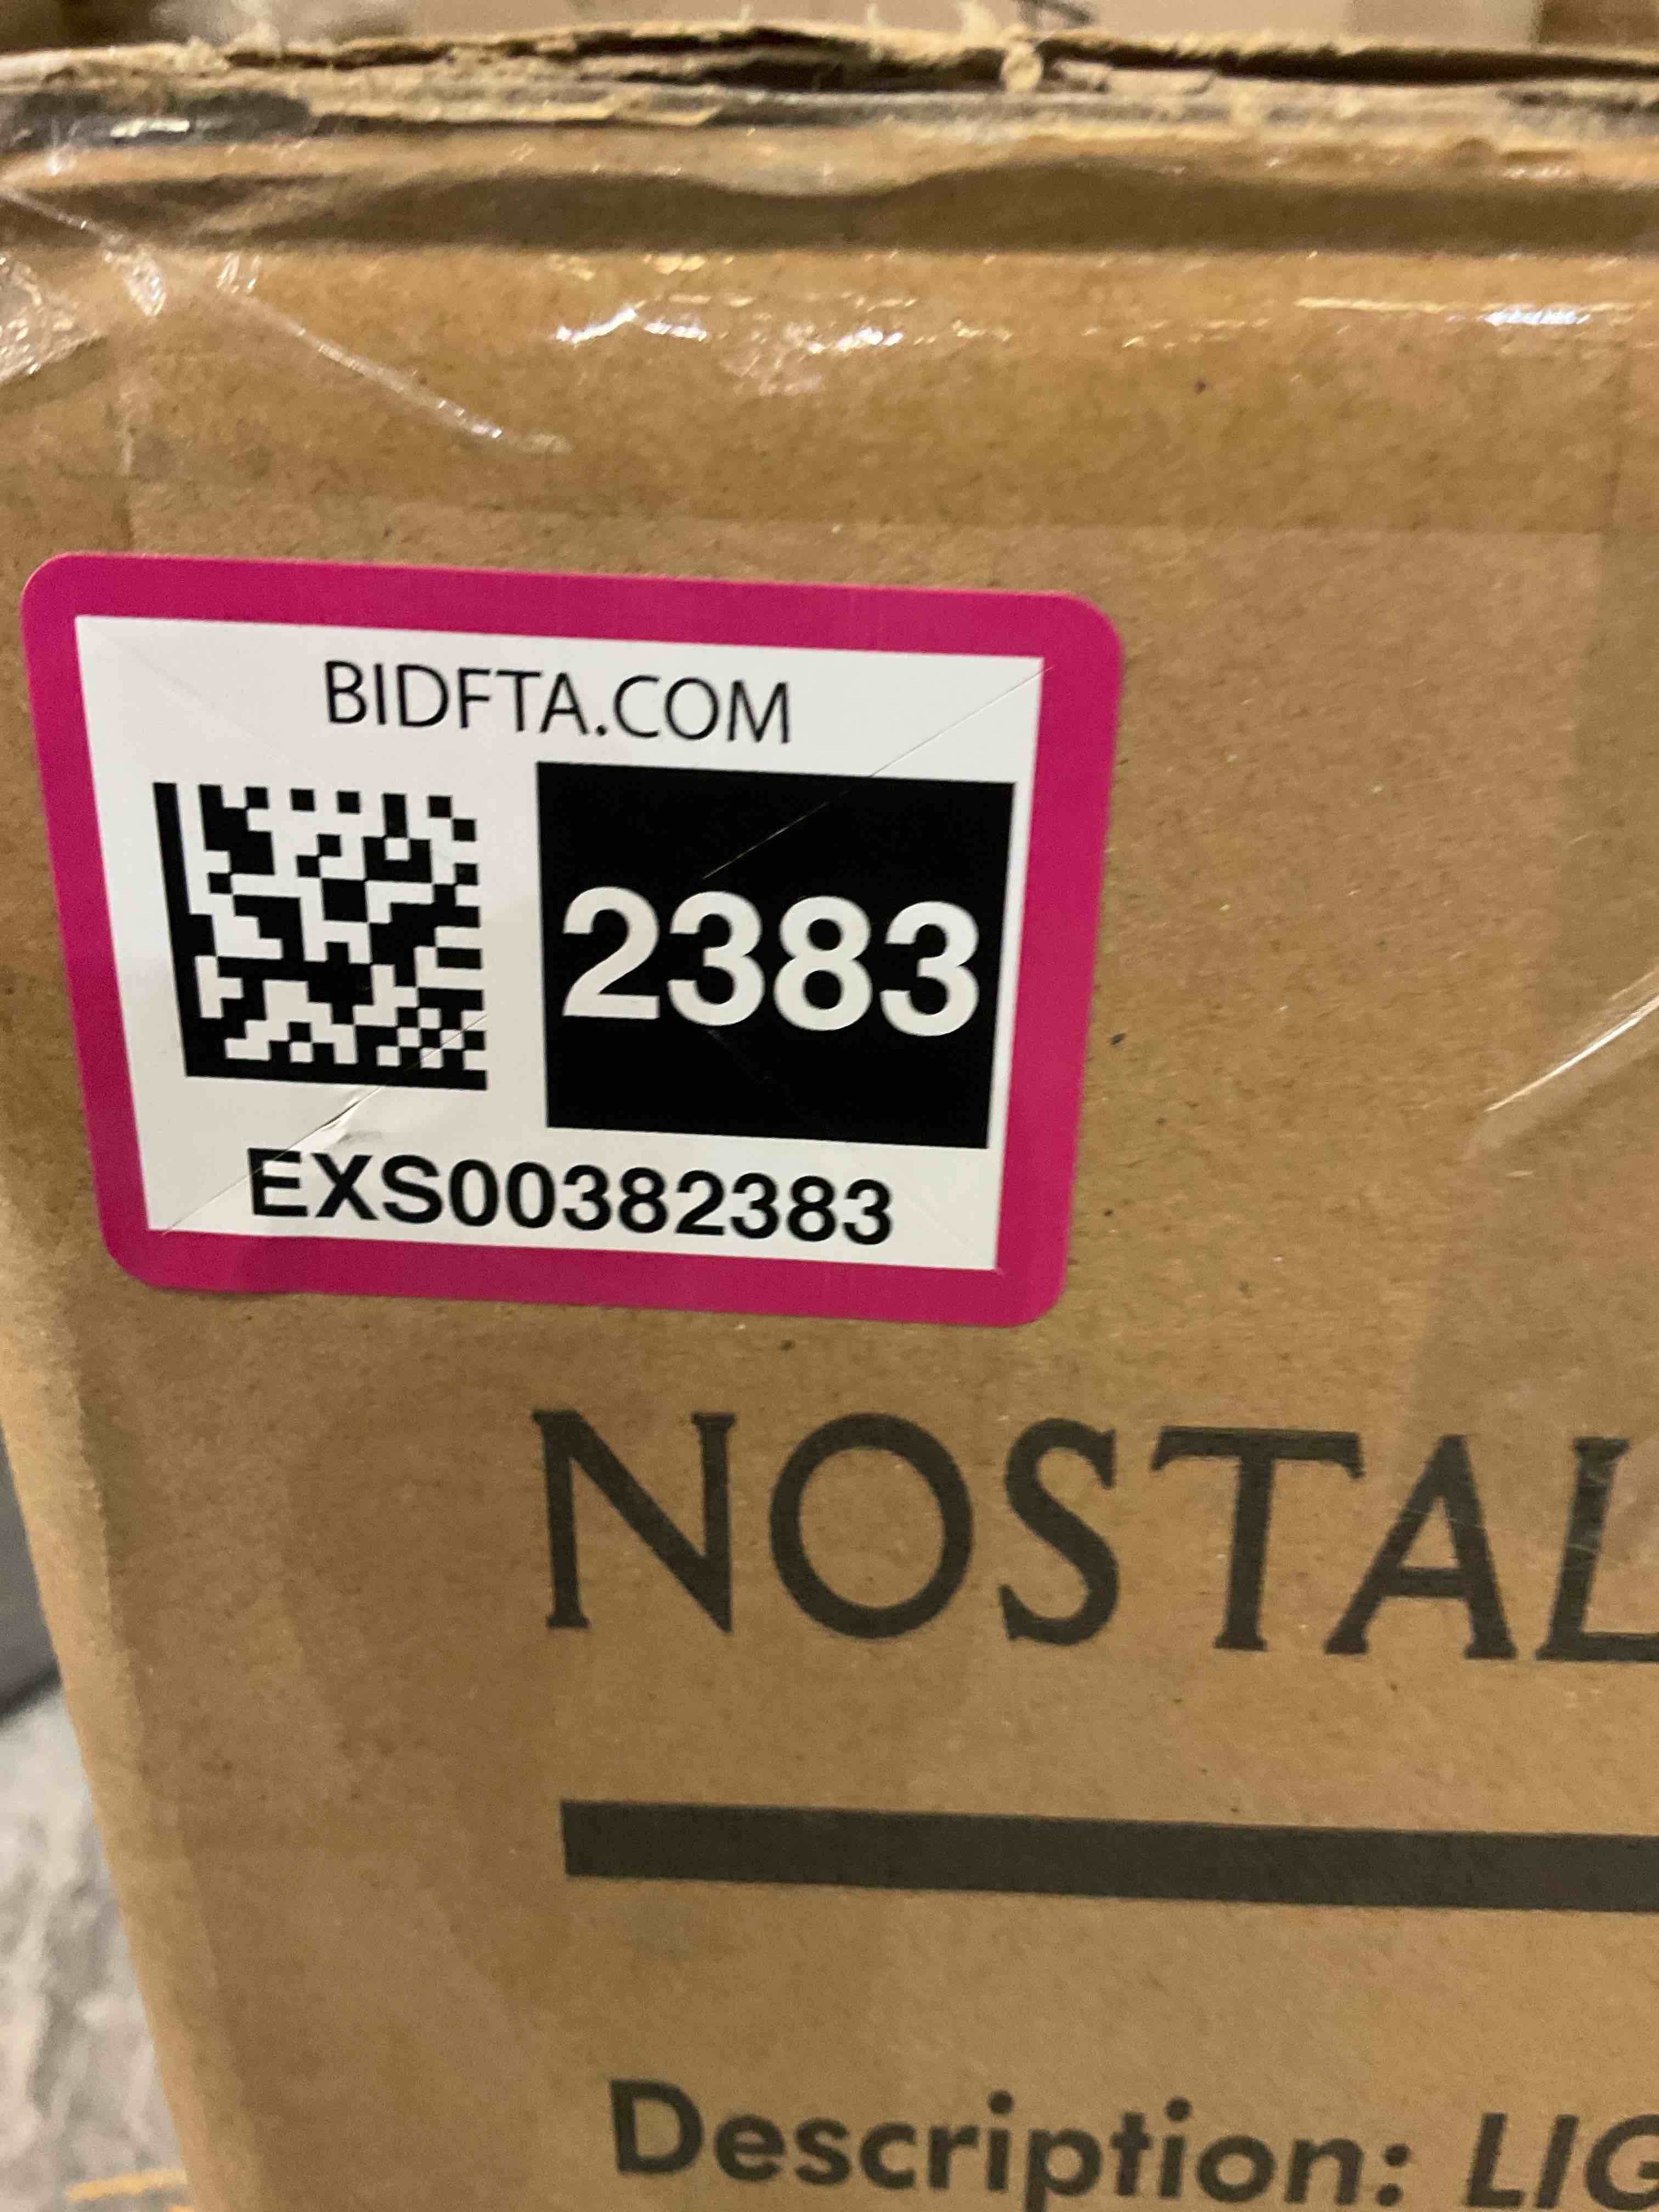 BIDFTA.COM
2383
EXS00382383
NOSTAL
Description: LIG